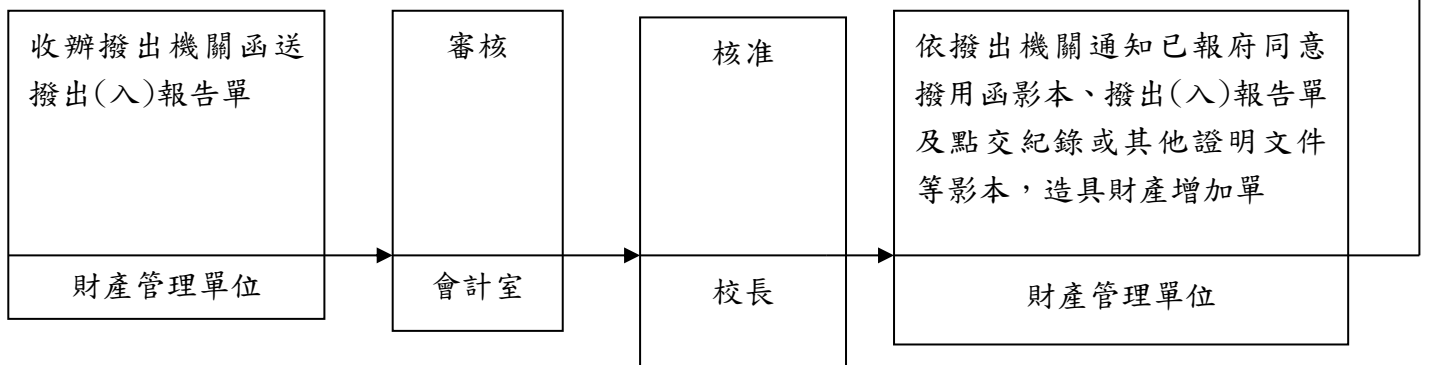 收辦撥出機關函送
撥出(入)報告單
財產管理單位
審核
會計室
核准
校長
依撥出機關通知已報府同意
撥用函影本、撥出(入)報告單
及點交紀錄或其他證明文件
等影本，造具財產增加單
財產管理單位